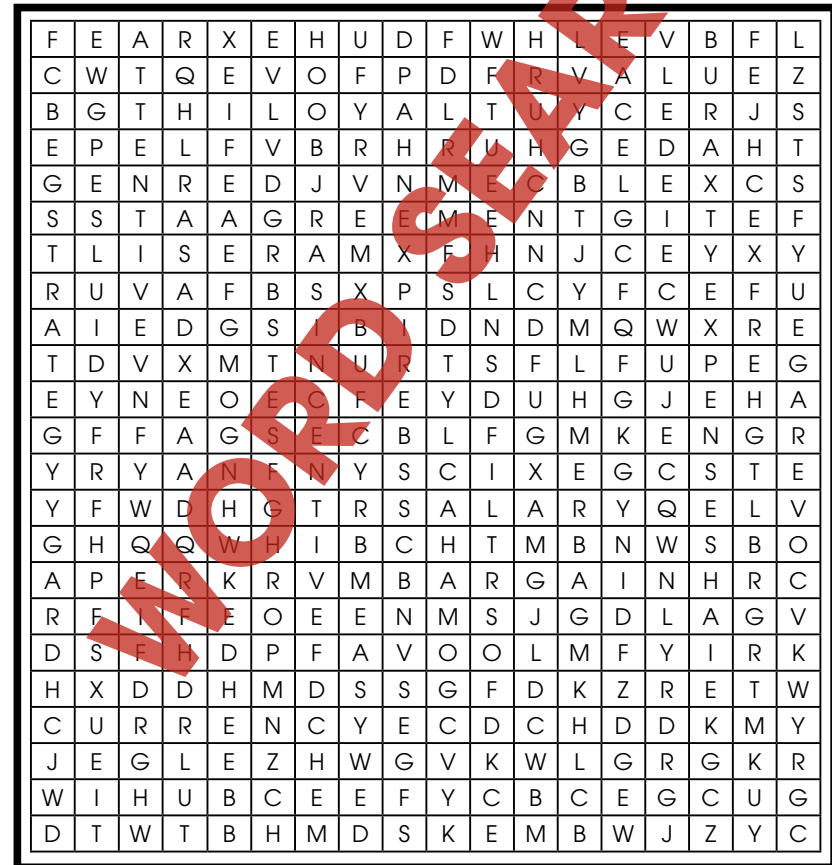 F E A R X E H U D F W H L E V B F L
C W T Q E V O F P D F R V A L U E Z
B G T H I L O Y A L T U Y C E R J S
E P E L F V B R H R U H G E D A H T
G E N R E D J V N M E C B L E X C S
S S T A A G R E E M E N T G I T E F
T L I S E R A M X F H N J C E Y X Y
R U V A F B S X P S L C Y F C E F U
A I E D G S I B I D N D M Q W X R E
T D V X M T N U R T S F L F U P E G
E Y N E O E C F E Y D U H G J E H A
G F F A G S E C B L F G M K E N G R
Y R Y A N F N Y S C I X E G C S T E
Y F W D H G T R S A L A R Y Q E L V
G H Q Q W H I B C H T M B N W S B O
A P E R K R V M B A R G A I N H R C
R F I F E O E E N M S J G D L A G V
D S F H D P F A V O O L M F Y I R K
H X D D H M D S S G F D K Z R E T W
C U R R E N C Y E C D C H D D K M Y
J E G L E Z H W G V K W L G R G K R
W I H U B C E E F Y C B C E G C U G
D T W T B H M D S K E M B W J Z Y C
WORD SEAR